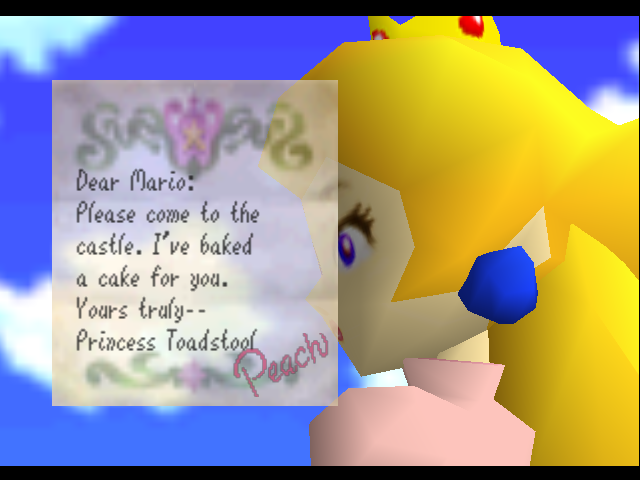 Dear Mario:
Please come to the
castle. I've baked
a cake for you.
Yours truly--
Princess Toadstool
Peach